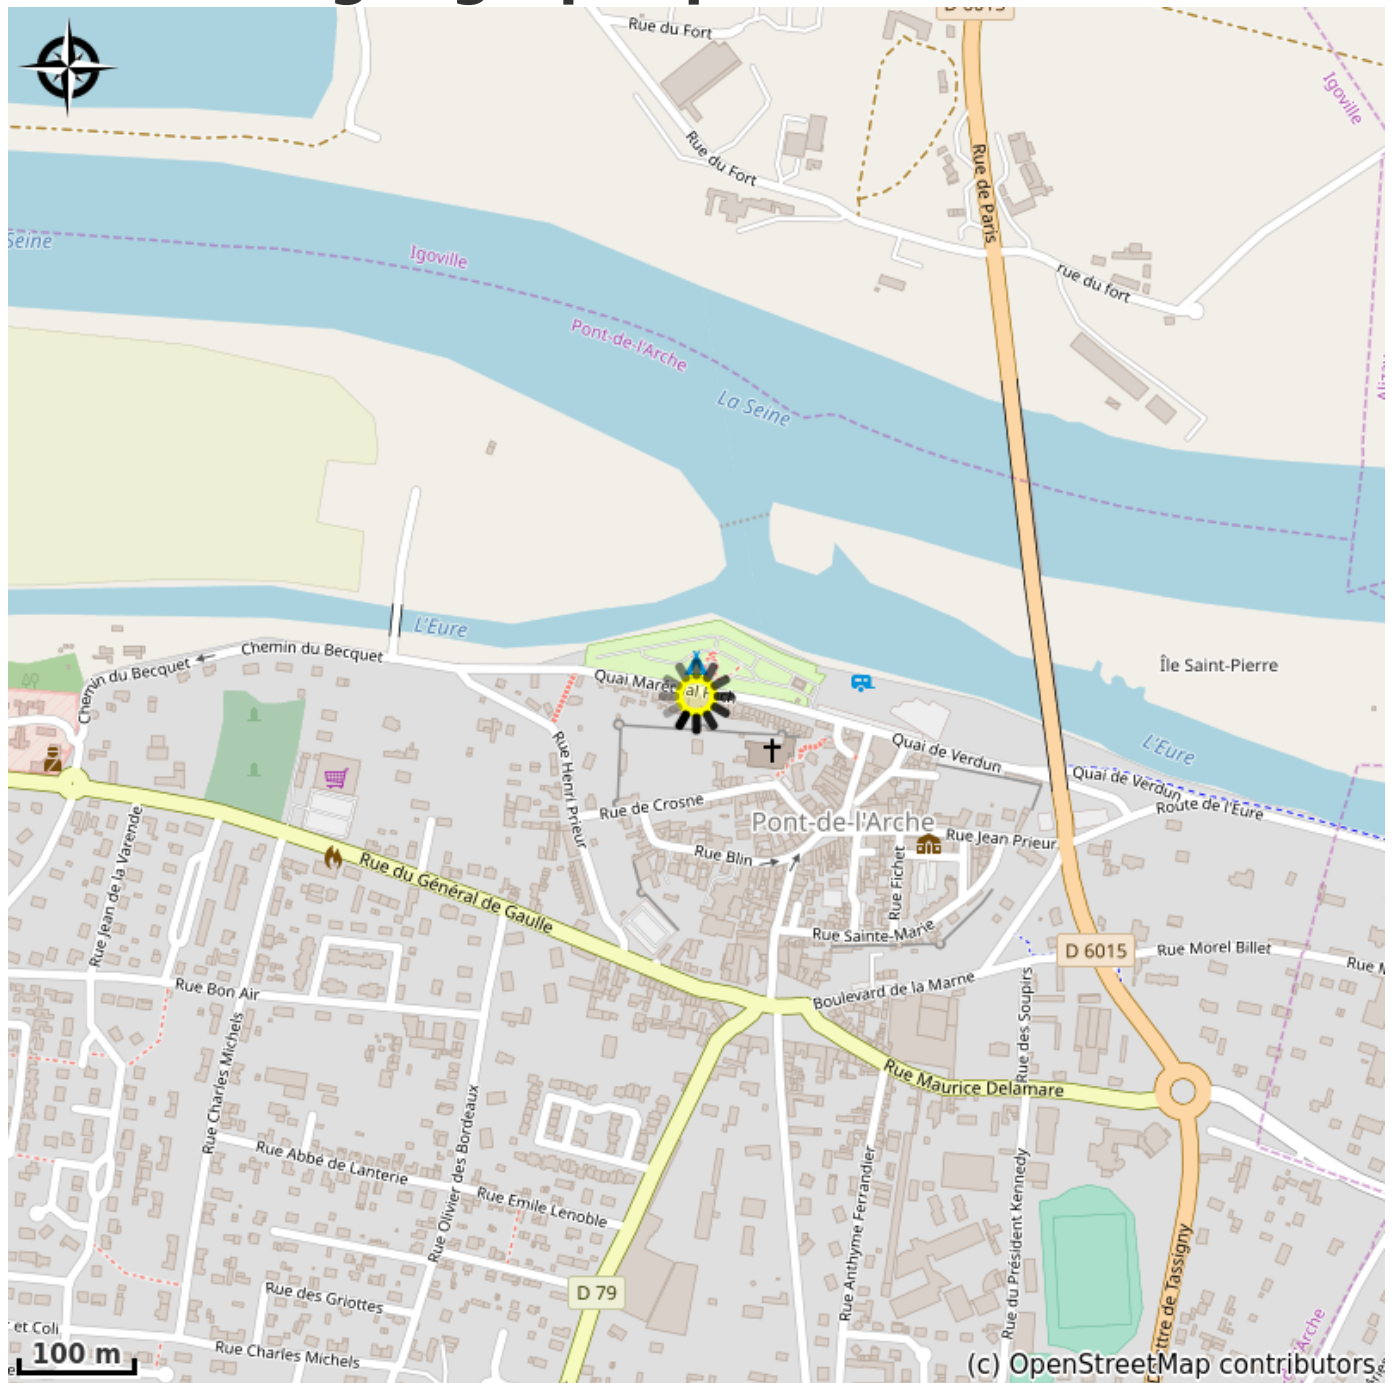 D 6015
Rue du Fort
Igoville
Rue du Fort
Rue de Paris
Seine
Igoville
rue du fort
Pont-de-l'Arche
La Seine
L'Eure
Chemin du Becquet
Chemin du Becquet
Île Saint-Pierre
Quai de Verdun
L'Eure
Quai de Verdun
Route de l'Eure
Rue Henri Prieur
Rue de Crosne
Pont-de-l'Arche
Rue Jean Prieur
Rue Blin
Rue Fichet
Rue Jean de la Varende
Rue du Général de Gaulle
Rue Sainte-Marie
D 6015
Rue Morel Billet
Rue Bon Air
Boulevard de la Marne
Rue des Soupirs
Rue Charles Michels
Rue Maurice Delamare
Rue Olivier des Bordeaux
Rue Abbé de Lanterie
Rue Emile Lenoble
Rue Anthyme Ferrandier
Rue du Président Kennedy
Rue des Griottes
D 79
et Coli
Rue Charles Michels
100 m
(c) OpenStreetMap contributors